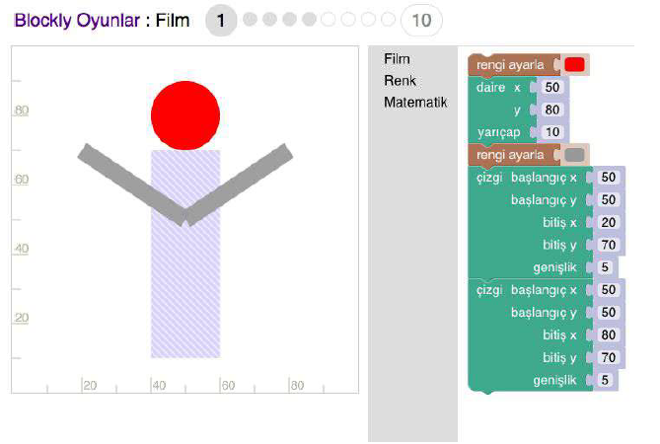 Blockly Oyunlar : Film 1 10
80
60
40
20
20 40 60 80
Film
Renk
Matematik
rengi ayarla
daire x 50
y 80
yarıçap 10
rengi ayarla
çizgi başlangıç x 50
başlangıç y 50
bitiş x 20
bitiş y 70
genişlik 5
çizgi başlangıç x 50
başlangıç y 50
bitiş x 80
bitiş y 70
genişlik 5